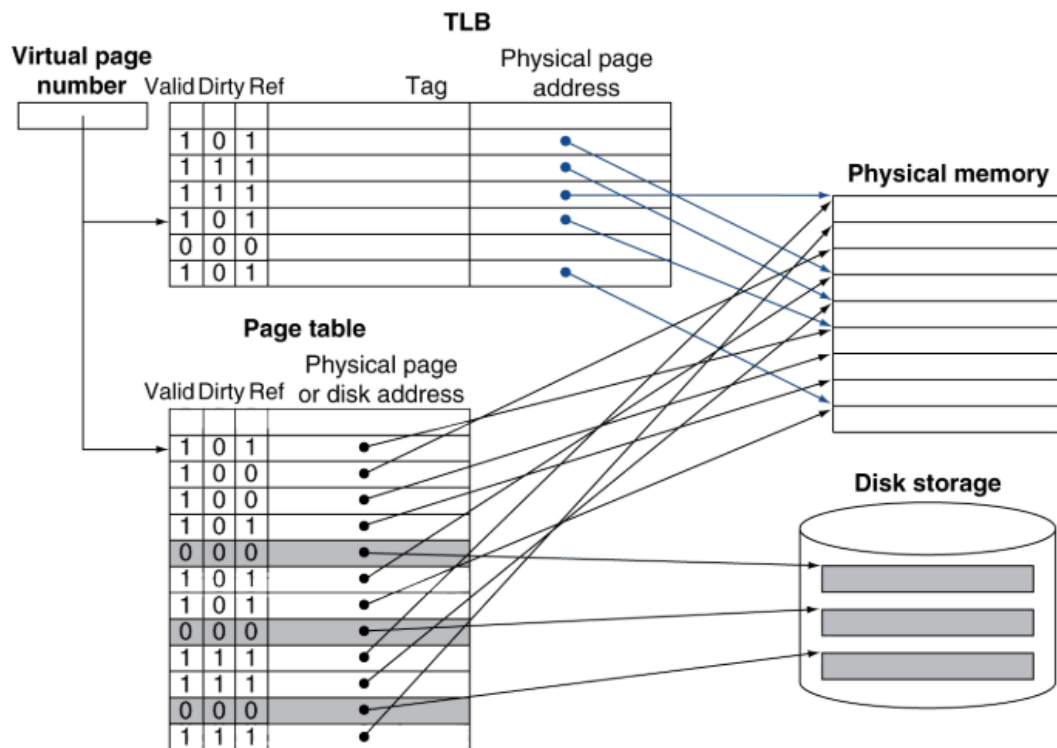 TLB
Virtual page
number
Valid Dirty Ref
Tag
Physical page
address
1 0 1
1 1 1
1 1 1
1 0 1
0 0 0
1 0 1
Physical memory
Page table
Physical page
or disk address
Valid Dirty Ref
1 0 1
1 0 0
1 0 0
1 0 1
0 0 0
1 0 1
1 0 1
0 0 0
1 1 1
1 1 1
0 0 0
1 1 1
Disk storage